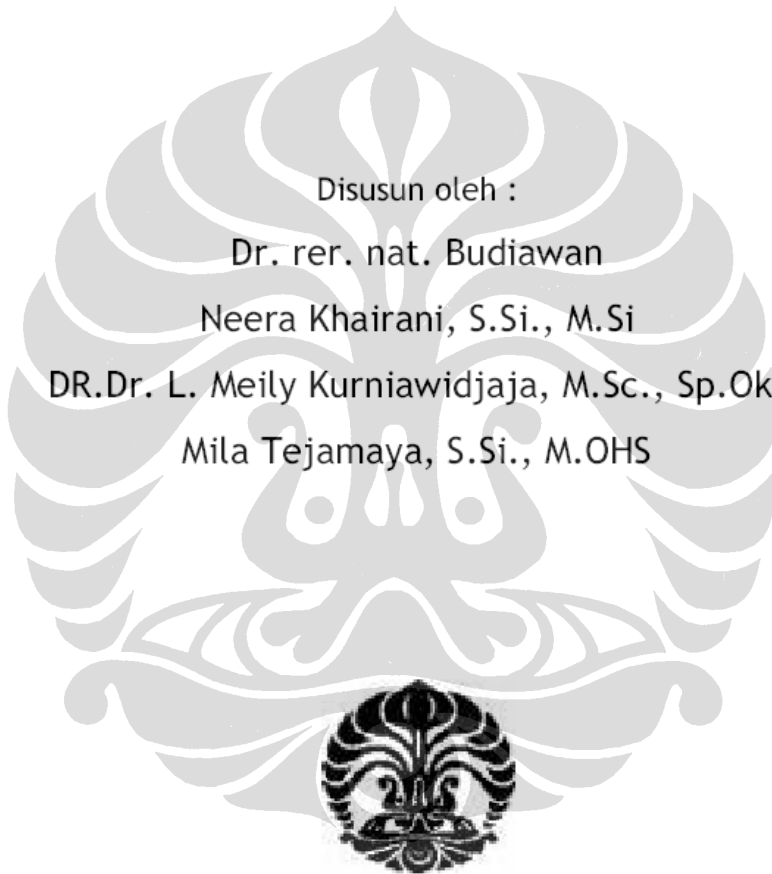 Disusun oleh :
Dr. rer. nat. Budiawan
Neera Khairani, S.Si., M.Si
DR.Dr. L. Meily Kurniawidjaja, M.Sc., Sp.Ok
Mila Tejamaya, S.Si., M.OHS